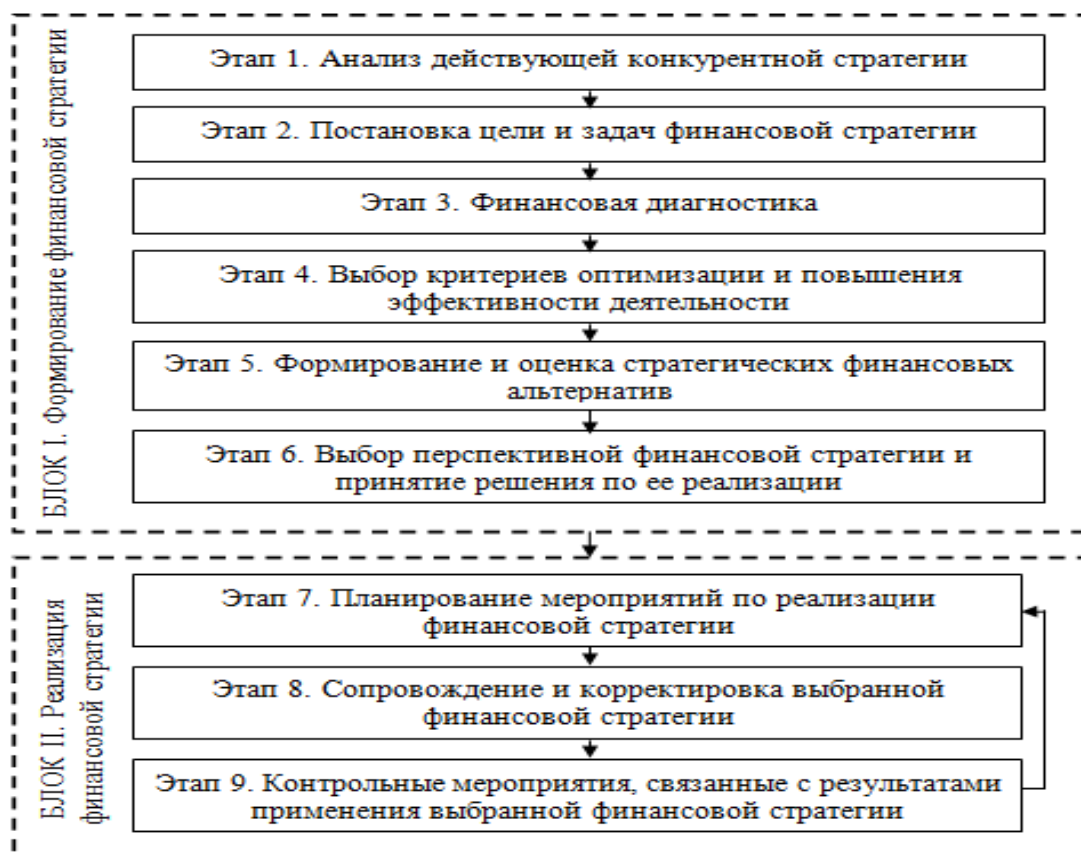 БЛОК I. Формирование финансовой стратегии
Этап 1. Анализ действующей конкурентной стратегии
Этап 2. Постановка цели и задач финансовой стратегии
Этап 3. Финансовая диагностика
Этап 4. Выбор критериев оптимизации и повышения
эффективности деятельности
Этап 5. Формирование и оценка стратегических финансовых
альтернатив
Этап 6. Выбор перспективной финансовой стратегии и
принятие решения по ее реализации
БЛОК II. Реализация
финансовой стратегии
Этап 7. Планирование мероприятий по реализации
финансовой стратегии
Этап 8. Сопровождение и корректировка выбранной
финансовой стратегии
Этап 9. Контрольные мероприятия, связанные с результатами
применения выбранной финансовой стратегии